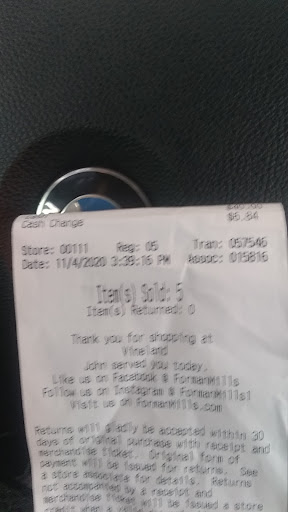 Cash Change $6.84
Store: 00111 Reg: 05 Tran: 057546
Date: 11/4/2020 3:39:16 PM Assoc: 015816
Item(s) Sold: 5
Item(s) Returned: 0
Thank you for shopping at
Vineland
John served you today.
Like us on Facebook @ FormanMills
Follow us on Instagram @ FormanMills1
Visit us on FormanMills.com
Returns will gladly be accepted within 30
days of original purchase with receipt and
merchandise ticket. Original form of
payment will be issued for returns. See
a store associate for details. Returns
not accompanied by a receipt and
merchandise ticket will be issued a store